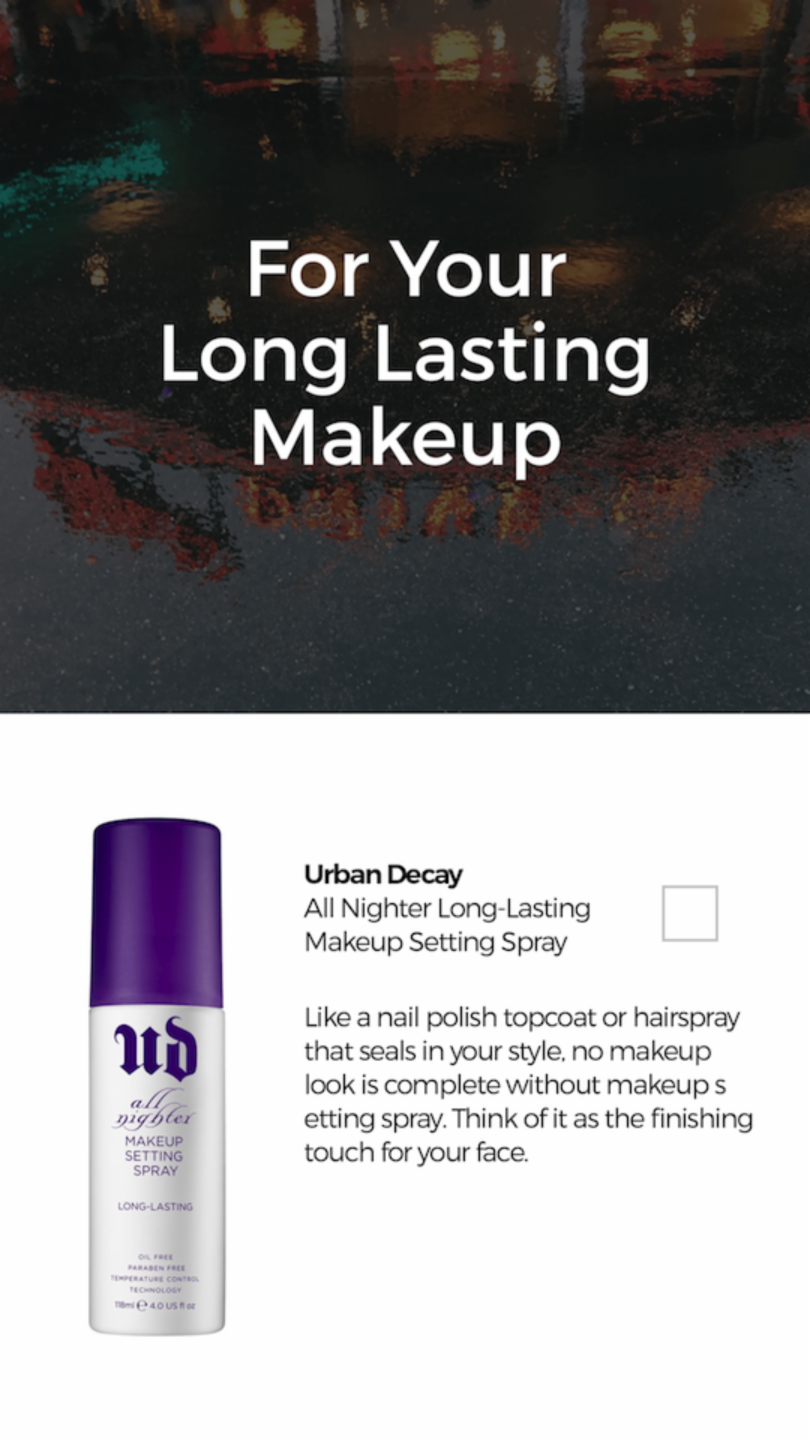 For Your
Long Lasting
Makeup
Urban Decay
All Nighter Long-Lasting
Makeup Setting Spray
Like a nail polish topcoat or hairspray
that seals in your style, no makeup
look is complete without makeup s
etting spray. Think of it as the finishing
touch for your face.
ud
all
nighter
MAKEUP
SETTING
SPRAY
LONG-LASTING
OIL FREE
PARABEN FREE
TEMPERATURE CONTROL
TECHNOLOGY
118ml ℮ 4.0 US fl oz